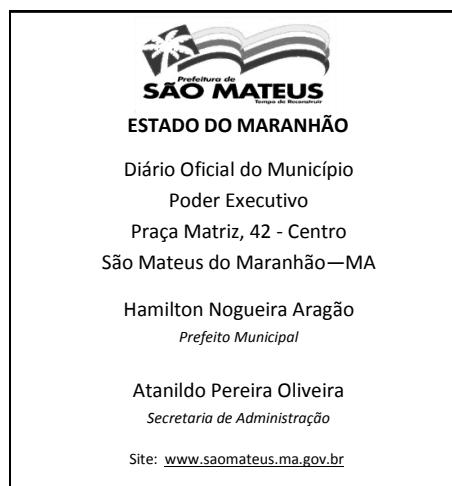 Prefeitura de
SÃO MATEUS
Tempo de Reconstruir
ESTADO DO MARANHÃO
Diário Oficial do Município
Poder Executivo
Praça Matriz, 42 - Centro
São Mateus do Maranhão—MA
Hamilton Nogueira Aragão
Prefeito Municipal
Atanildo Pereira Oliveira
Secretaria de Administração
Site: www.saomateus.ma.gov.br